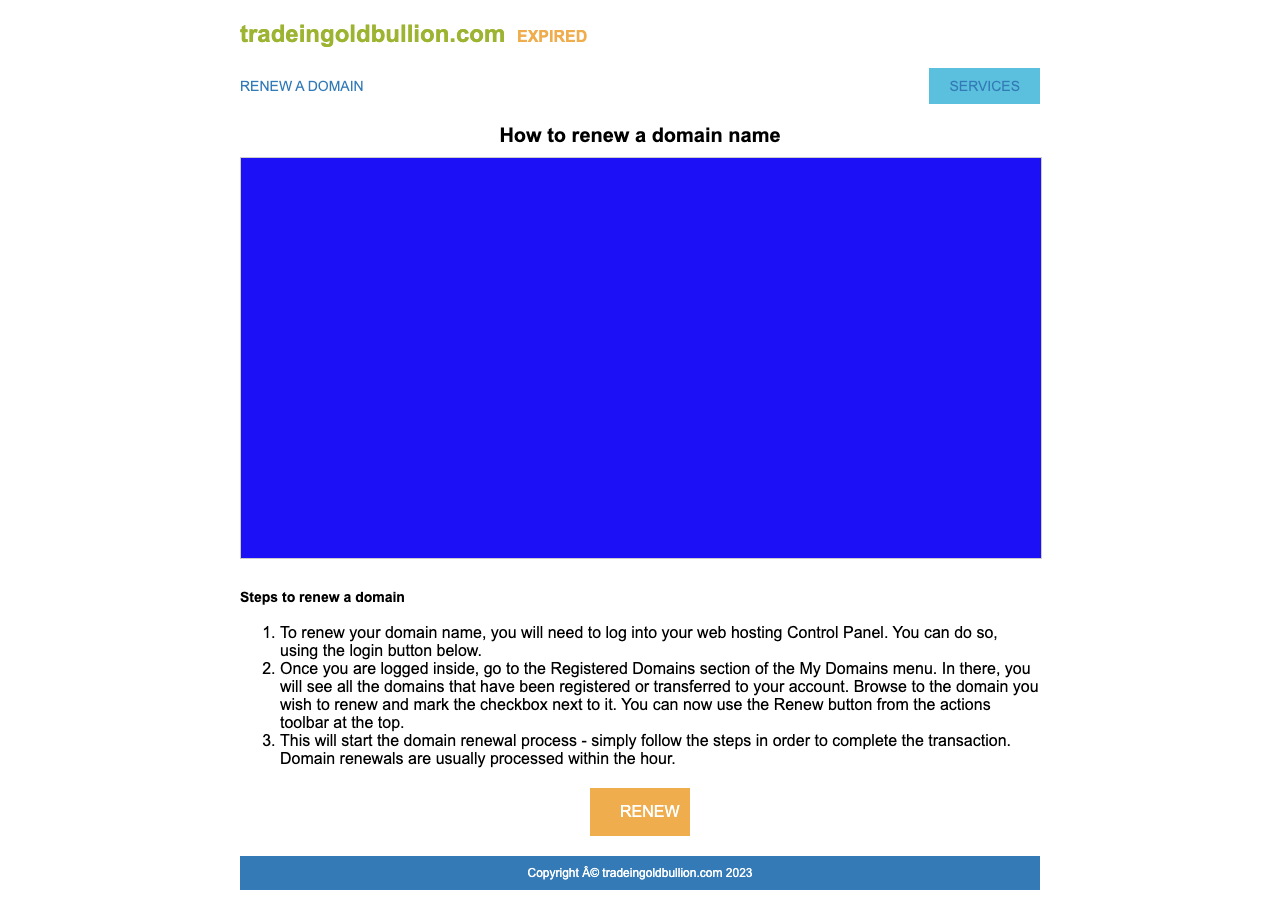 tradeingoldbullion.com EXPIRED
RENEW A DOMAIN
SERVICES
How to renew a domain name
Steps to renew a domain
1. To renew your domain name, you will need to log into your web hosting Control Panel. You can do so,
using the login button below.
2. Once you are logged inside, go to the Registered Domains section of the My Domains menu. In there, you
will see all the domains that have been registered or transferred to your account. Browse to the domain you
wish to renew and mark the checkbox next to it. You can now use the Renew button from the actions
toolbar at the top.
3. This will start the domain renewal process - simply follow the steps in order to complete the transaction.
Domain renewals are usually processed within the hour.
RENEW
Copyright Â© tradeingoldbullion.com 2023